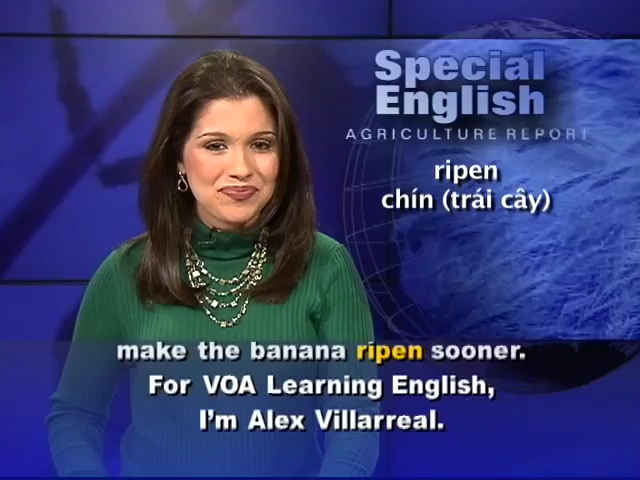 Special
English
AGRICULTURE REPORT
ripen
chín (trái cây)
make the banana ripen sooner.
For VOA Learning English,
I'm Alex Villarreal.